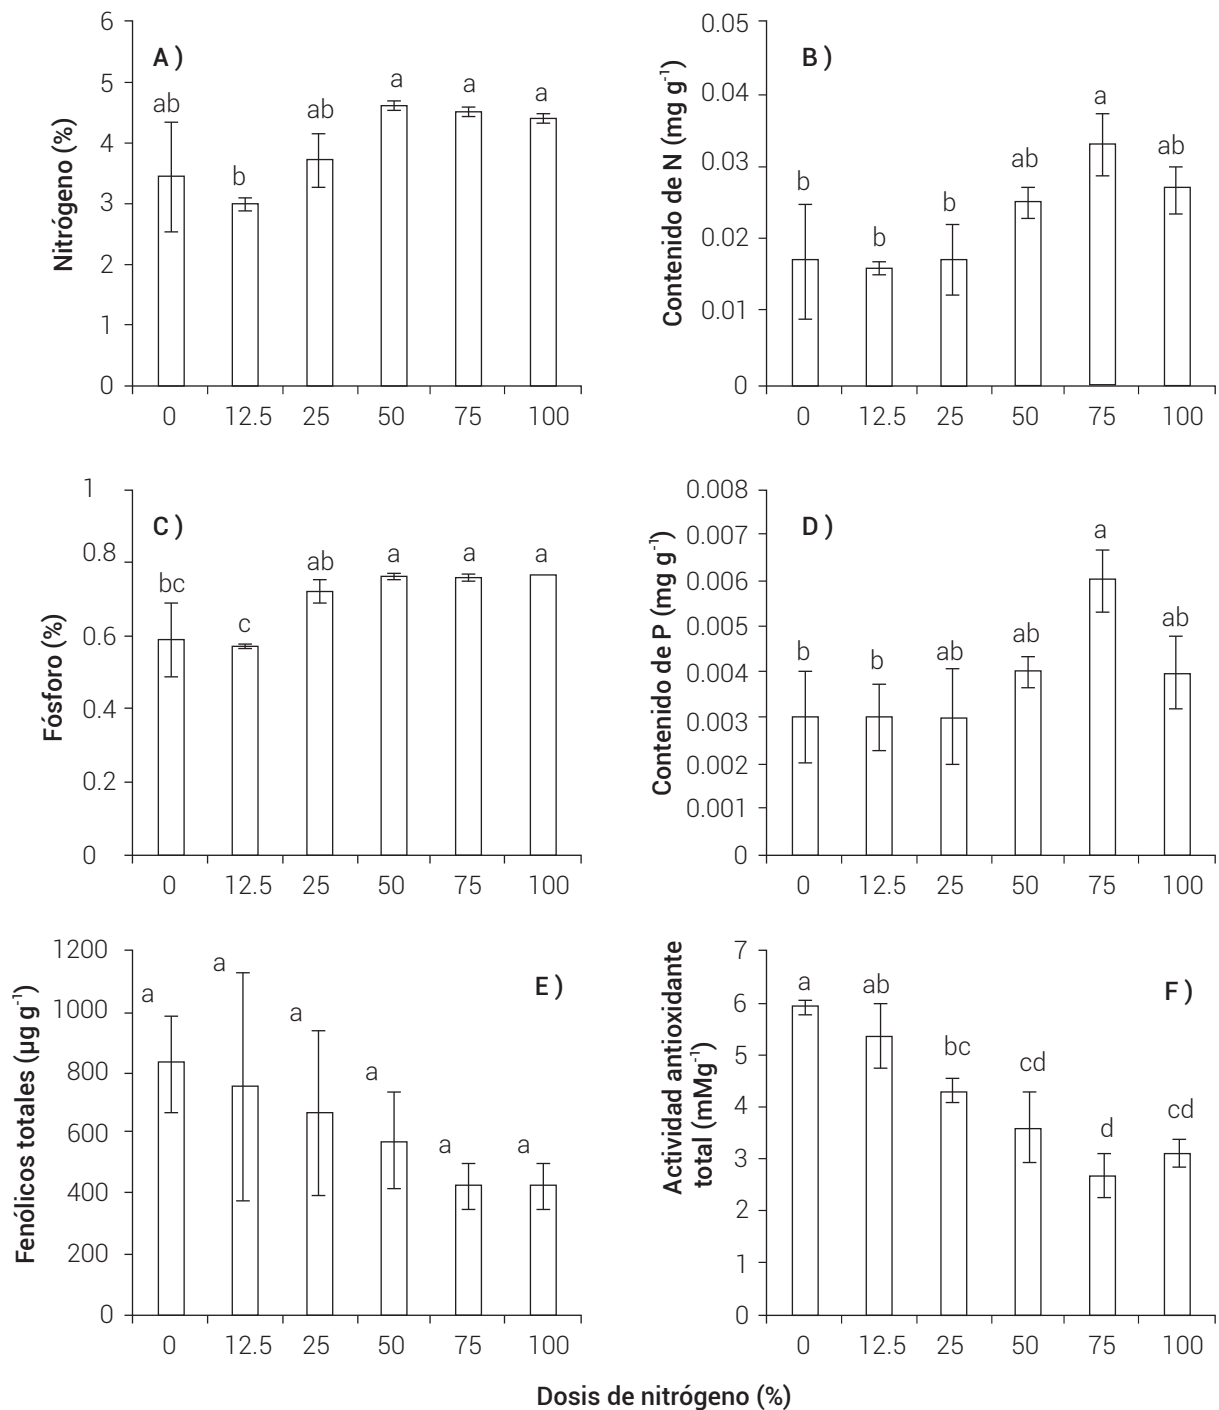 A )
Nitrógeno (%)
6
5
4
3
2
1
0
ab
b
ab
a
a
a
0 12.5 25 50 75 100
B )
Contenido de N (mg g⁻¹)
0.05
0.04
0.03
0.02
0.01
0
b
b
b
ab
a
ab
0 12.5 25 50 75 100
C )
Fósforo (%)
1
0.8
0.6
0.4
0.2
0
bc
c
ab
a
a
a
0 12.5 25 50 75 100
D )
Contenido de P (mg g⁻¹)
0.008
0.007
0.006
0.005
0.004
0.003
0.002
0.001
0
b
b
ab
ab
a
ab
0 12.5 25 50 75 100
E )
Fenólicos totales (µg g⁻¹)
1200
1000
800
600
400
200
0
a
a
a
a
a
a
0 12.5 25 50 75 100
F )
Actividad antioxidante
total (mMg⁻¹)
7
6
5
4
3
2
1
0
a
ab
bc
cd
d
cd
0 12.5 25 50 75 100
Dosis de nitrógeno (%)